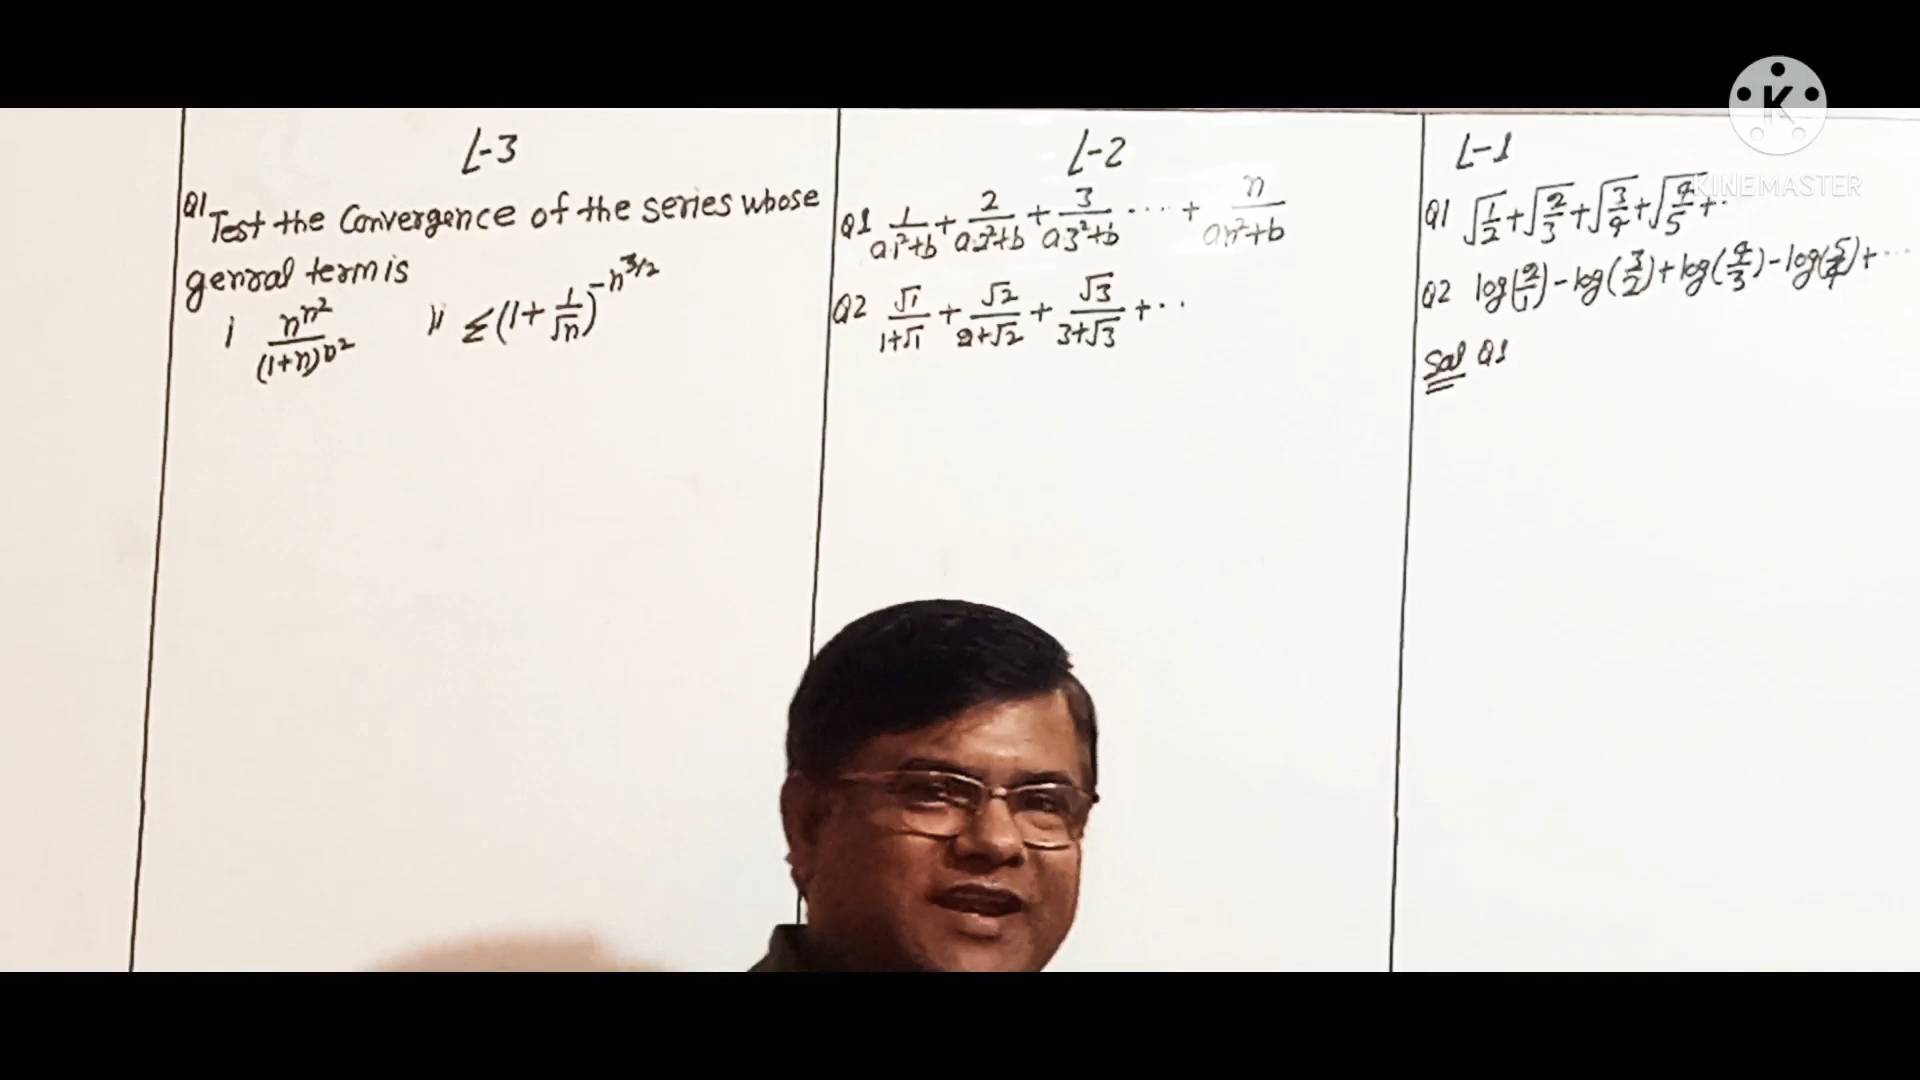 L-3
Q1 Test the Convergence of the series whose
genral term is
i n^n^2/(1+n)^n^2 ii Σ(1+1/√n)^-n^3/2
L-2
Q1 1/a1²+b + 2/a2²+b + 3/a3²+b ... + n/an²+b
Q2 √1/1+√1 + √2/2+√2 + √3/3+√3 + ...
L-1
Q1 √1/2 + √2/3 + √3/4 + √4/5 + ..
Q2 log(2/1) - log(3/2) + log(4/3) - log(5/4) + ...
Sol Q1
K
KINEMASTER